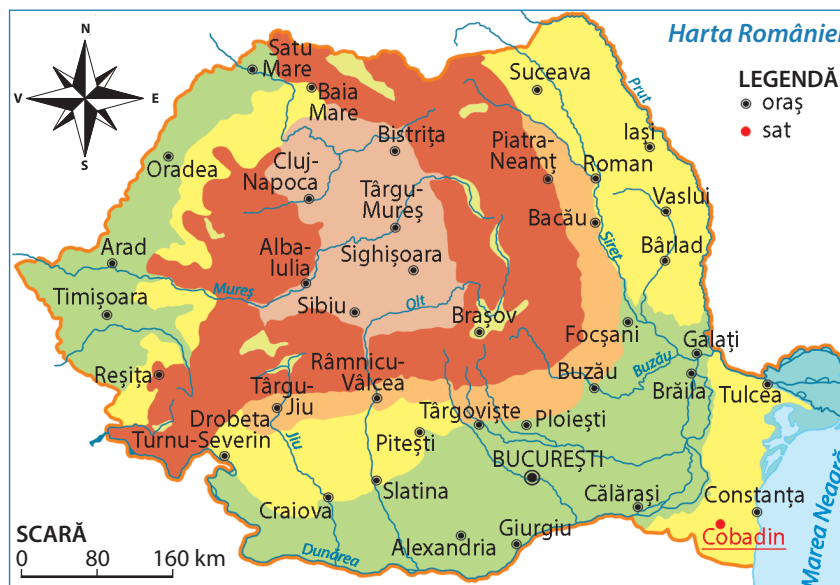 Harta României
LEGENDĂ
oraș
sat
N
V
E
S
Satu
Mare
Baia
Mare
Suceava
Prut
Iași
Bistrița
Piatra-
Neamț
Roman
Oradea
Cluj-
Napoca
Târgu-
Mureș
Vaslui
Bacău
Siret
Arad
Alba-
Iulia
Sighișoara
Bârlad
Mureș
Timișoara
Sibiu
Olt
Brașov
Focșani
Galați
Reșița
Râmnicu-
Vâlcea
Buzău
Buzău
Brăila
Tulcea
Târgu-
Jiu
Drobeta
Turnu-Severin
Jiu
Târgoviște
Ploiești
Pitești
BUCUREȘTI
Slatina
Călărași
Constanța
Craiova
Cobadin
Alexandria
Giurgiu
Dunărea
Marea Neagră
SCARĂ
0 80 160 km